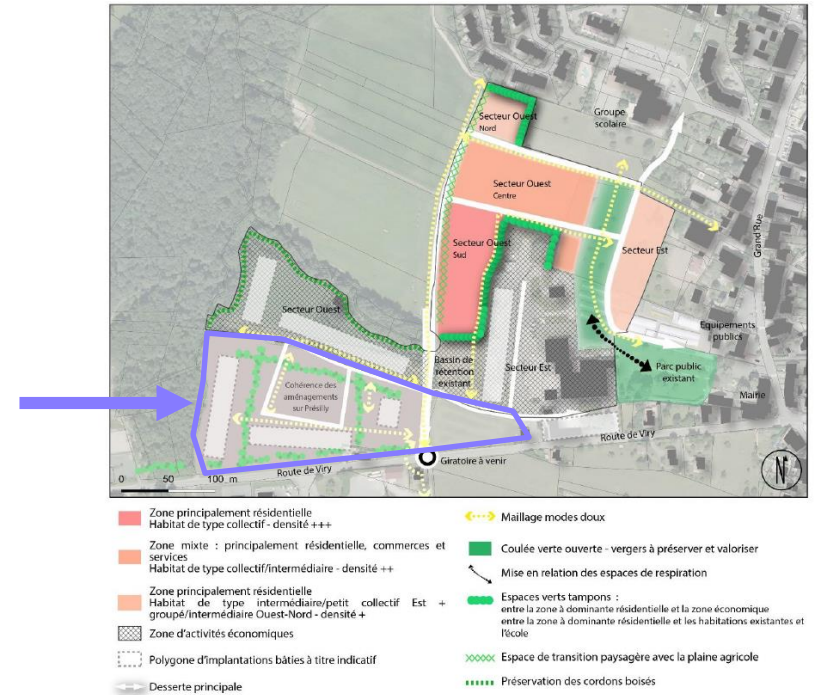 Groupe
scolaire
Secteur Ouest
Nord
Secteur Ouest
Centre
Grand'Rue
Secteur Ouest
Sud
Secteur Est
Secteur Ouest
Equipements
publics
Bassin de
rétention
existant
Secteur Est
Parc public
existant
Cohérence des
aménagements
sur Présilly
Mairie
Route de Viry
Giratoire à venir
Route de Viry
N
0 50 100 m
Zone principalement résidentielle
Habitat de type collectif - densité +++
Zone mixte : principalement résidentielle, commerces et
services
Habitat de type collectif/intermédiaire - densité ++
Zone principalement résidentielle
Habitat de type intermédiaire/petit collectif Est +
groupé/intermédiaire Ouest-Nord - densité +
Zone d'activités économiques
Polygone d'implantations bâties à titre indicatif
Desserte principale
Maillage modes doux
Coulée verte ouverte - vergers à préserver et valoriser
Mise en relation des espaces de respiration
Espaces verts tampons :
entre la zone à dominante résidentielle et la zone économique
entre la zone à dominante résidentielle et les habitations existantes et
l'école
Espace de transition paysagère avec la plaine agricole
Préservation des cordons boisés